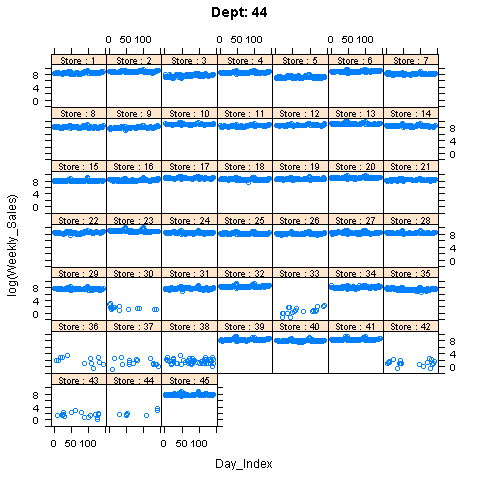 Dept: 44
0 50 100 0 50 100 0 50 100
Store : 1 Store : 2 Store : 3 Store : 4 Store : 5 Store : 6 Store : 7
8
4
0
8
4
0
Store : 8 Store : 9 Store : 10 Store : 11 Store : 12 Store : 13 Store : 14
8
4
0
Store : 15 Store : 16 Store : 17 Store : 18 Store : 19 Store : 20 Store : 21
8
4
0
Store : 22 Store : 23 Store : 24 Store : 25 Store : 26 Store : 27 Store : 28
8
4
0
Store : 29 Store : 30 Store : 31 Store : 32 Store : 33 Store : 34 Store : 35
8
4
0
Store : 36 Store : 37 Store : 38 Store : 39 Store : 40 Store : 41 Store : 42
8
4
0
Store : 43 Store : 44 Store : 45
8
4
0
0 50 100 0 50 100
log(Weekly_Sales)
Day_Index